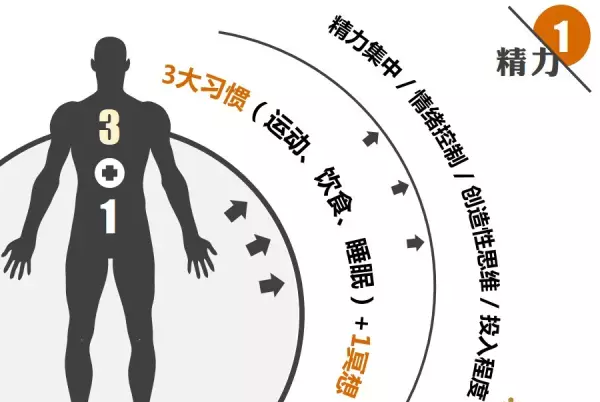 1
精力
精力集中 / 情绪控制 / 创造性思维 / 投入程度
3大习惯（运动、饮食、睡眠）+ 1冥想
3
1